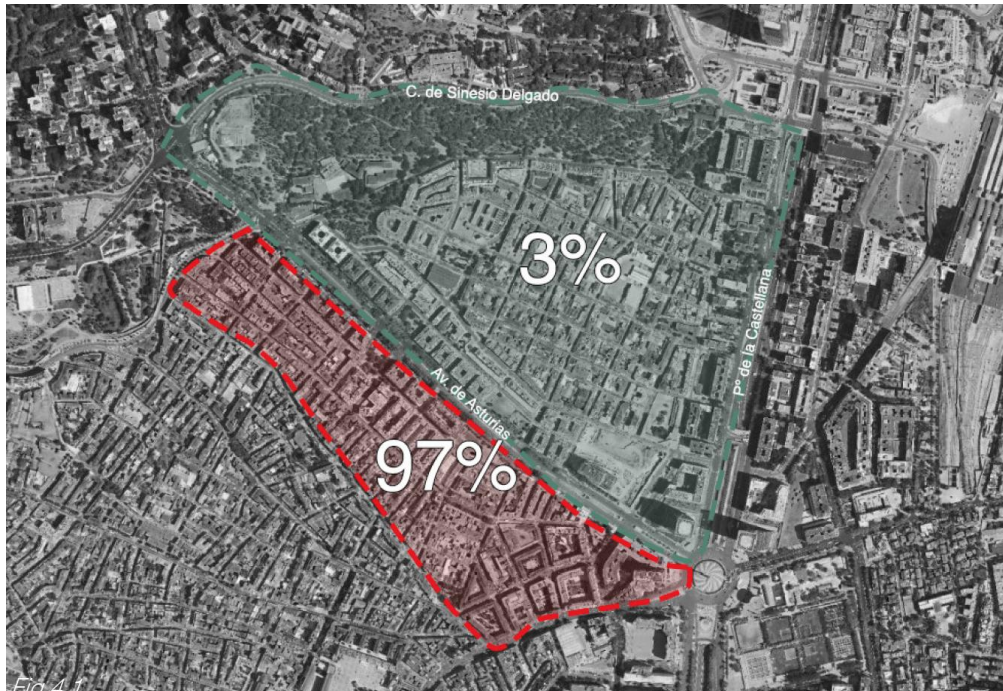 C. de Sinesio Delgado
3%
Pº de la Castellana
Av. de Asturias
97%
Fig 4.1